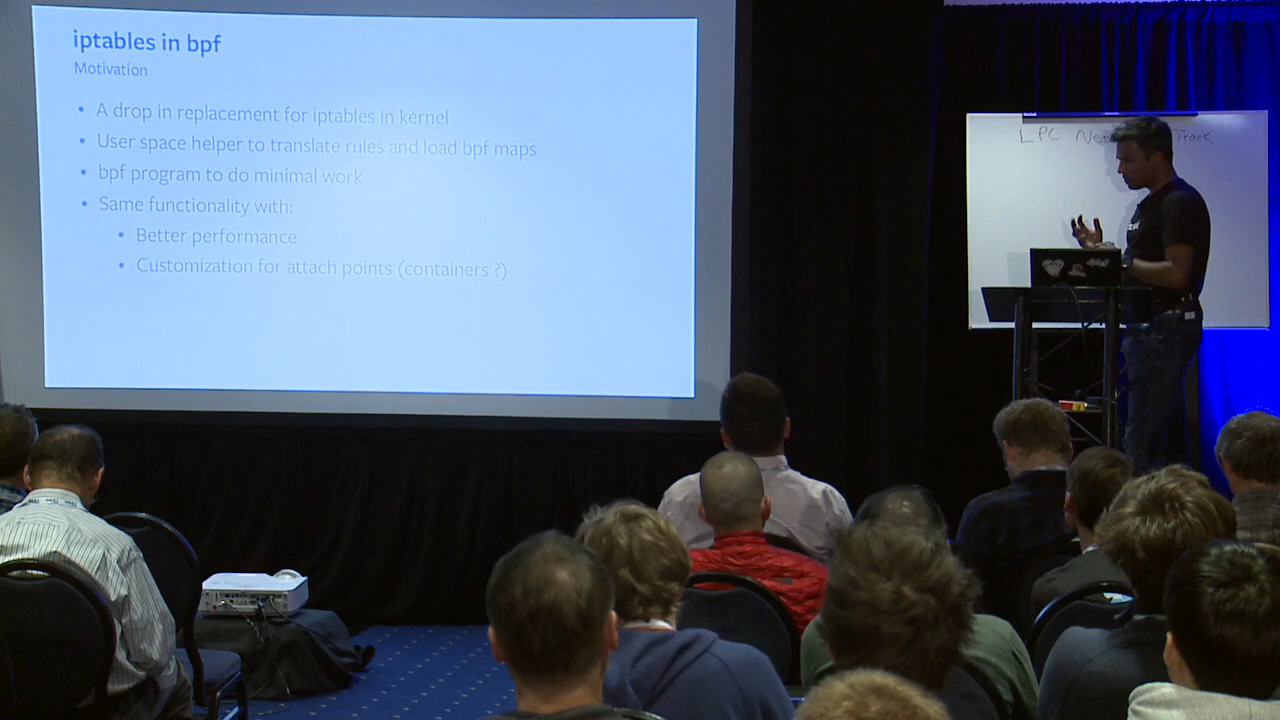 iptables in bpf
Motivation
• A drop in replacement for iptables in kernel
• User space helper to translate rules and load bpf maps
• bpf program to do minimal work
• Same functionality with:
• Better performance
• Customization for attach points (containers ?)
LPC Track